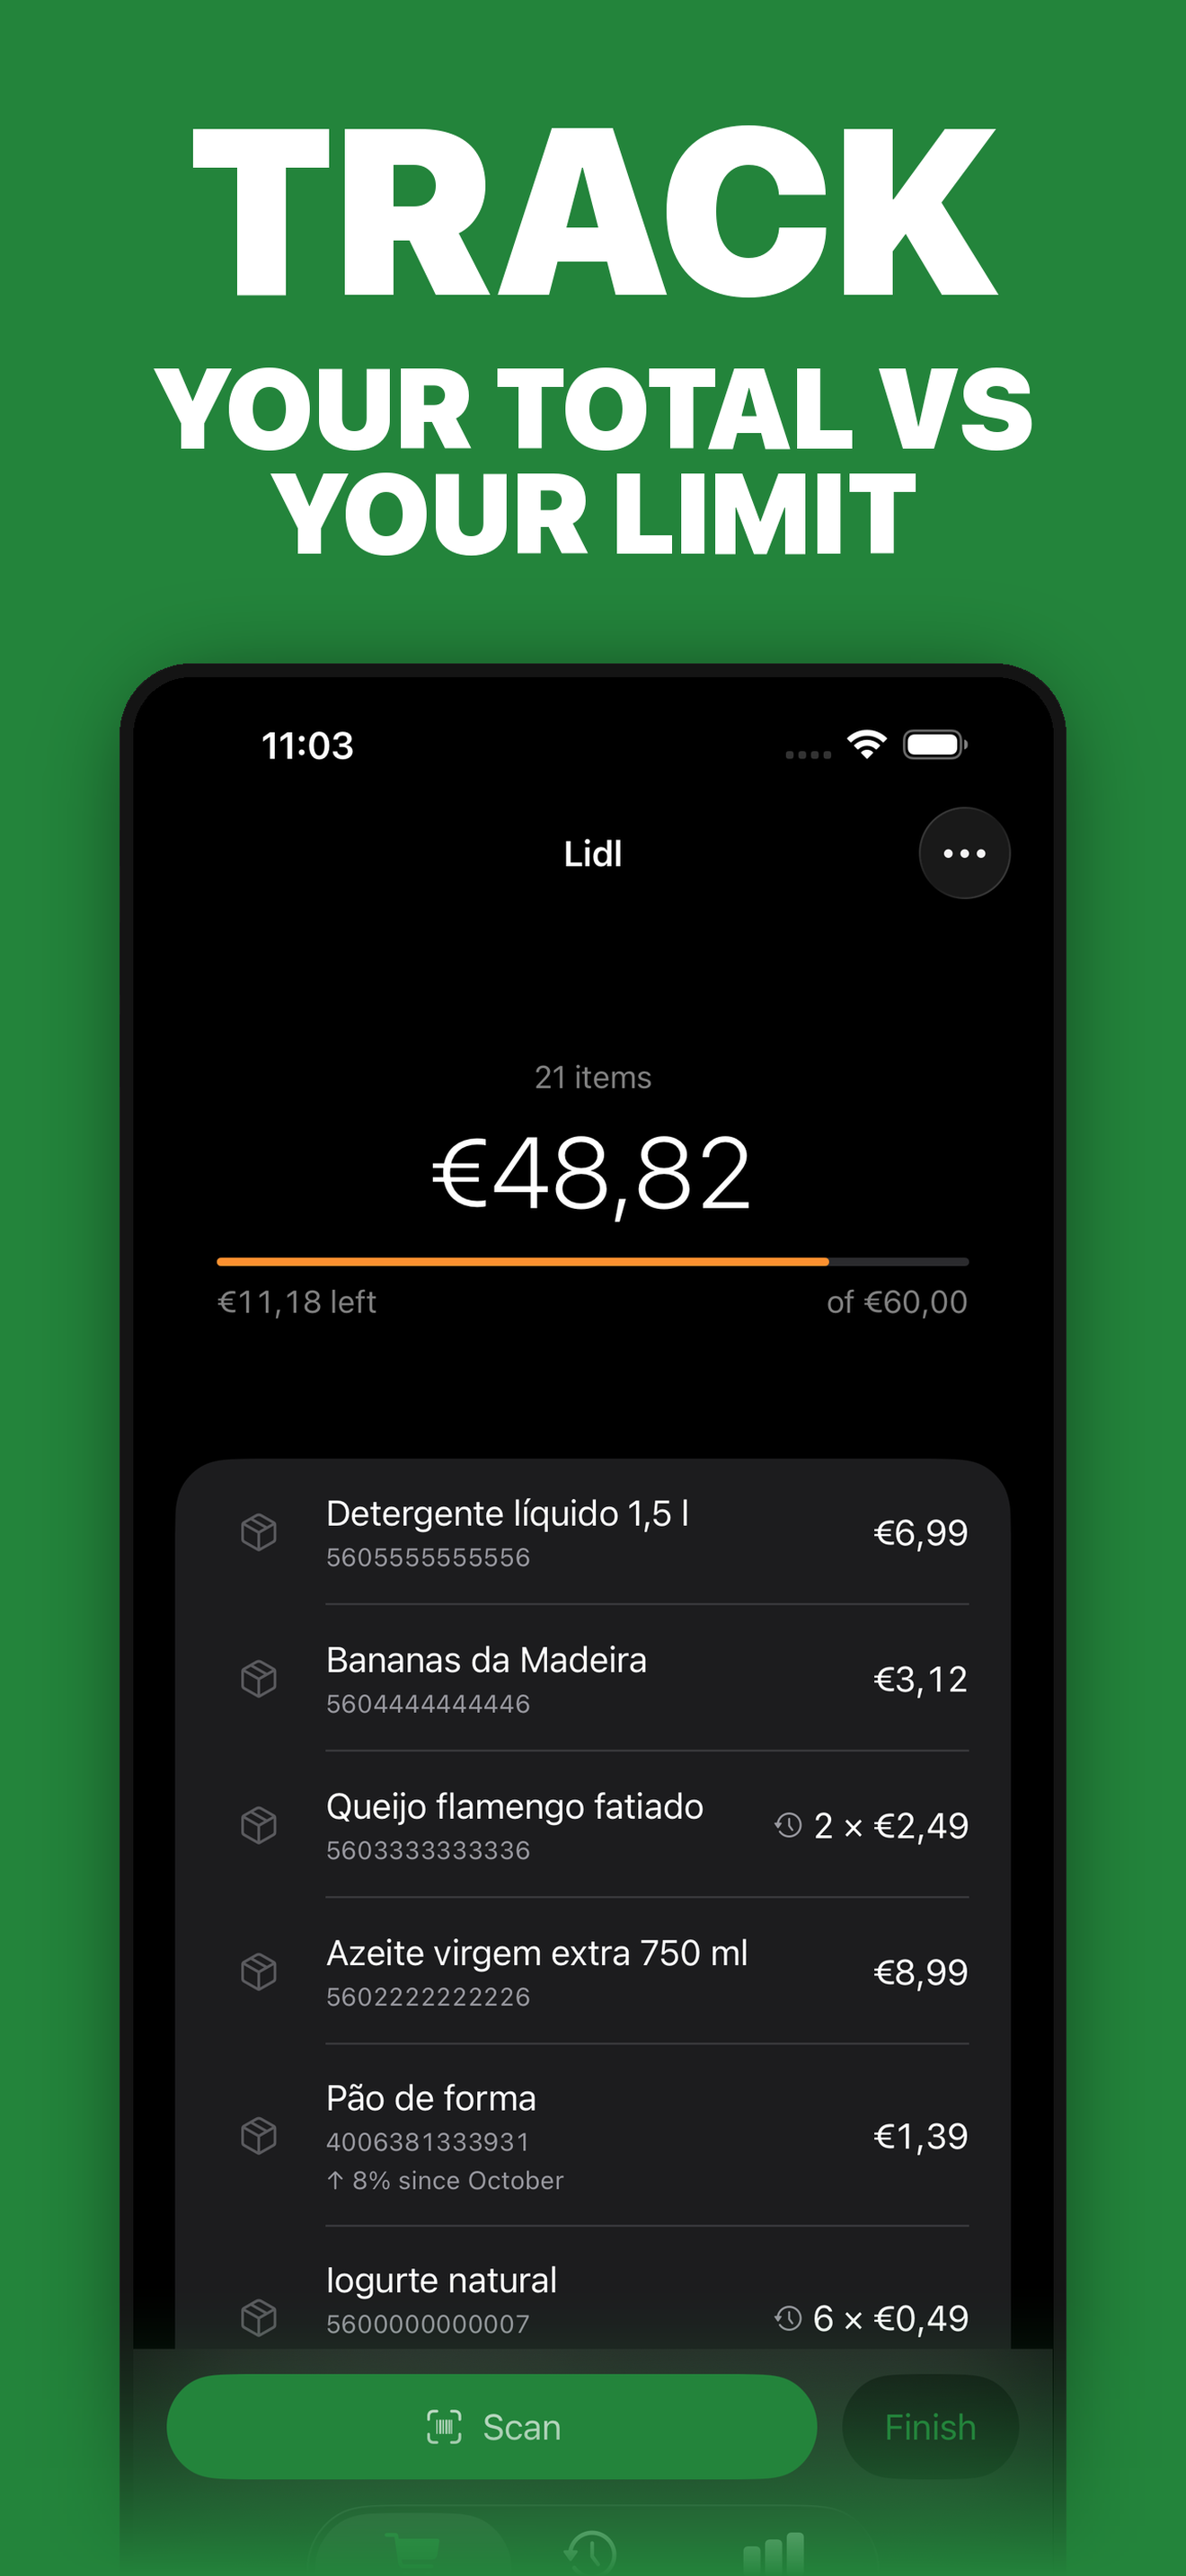 TRACK
YOUR TOTAL VS
YOUR LIMIT
11:03
Lidl
21 items
€48,82
€11,18 left
of €60,00
Detergente líquido 1,5 l
5605555555556
€6,99
Bananas da Madeira
5604444444446
€3,12
Queijo flamengo fatiado
5603333333336
2 × €2,49
Azeite virgem extra 750 ml
5602222222226
€8,99
Pão de forma
4006381333931
↑ 8% since October
€1,39
Iogurte natural
5600000000007
6 × €0,49
Scan
Finish